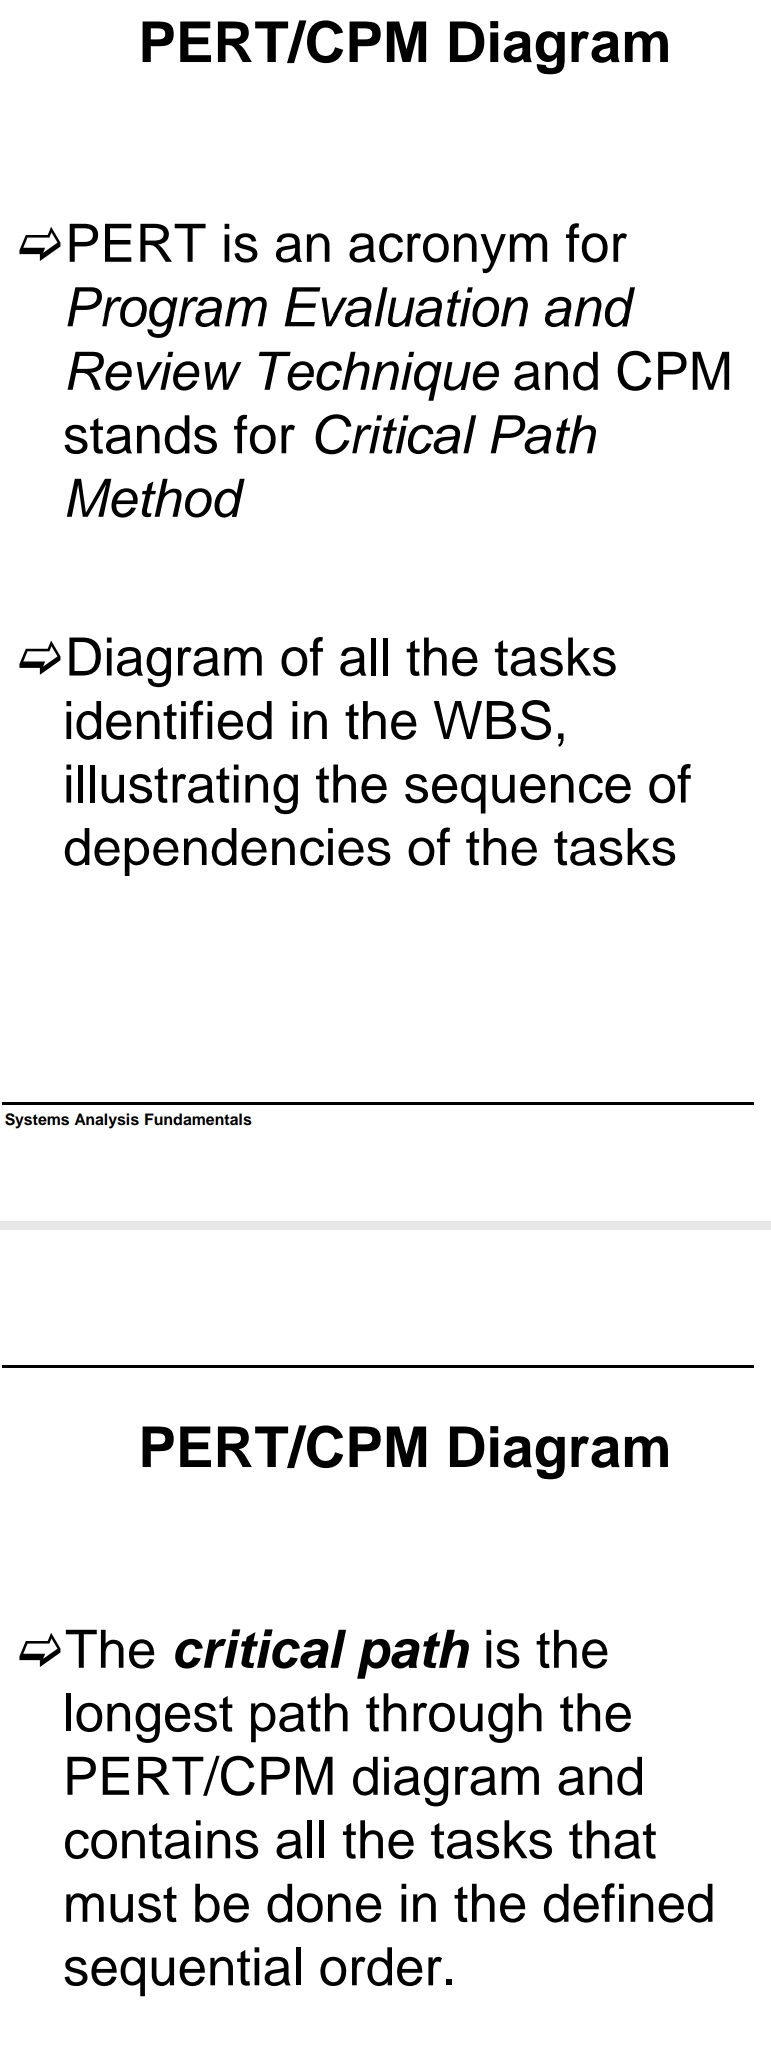 PERT/CPM Diagram
⇨PERT is an acronym for
Program Evaluation and
Review Technique and CPM
stands for Critical Path
Method
⇨Diagram of all the tasks
identified in the WBS,
illustrating the sequence of
dependencies of the tasks
Systems Analysis Fundamentals
PERT/CPM Diagram
⇨The critical path is the
longest path through the
PERT/CPM diagram and
contains all the tasks that
must be done in the defined
sequential order.